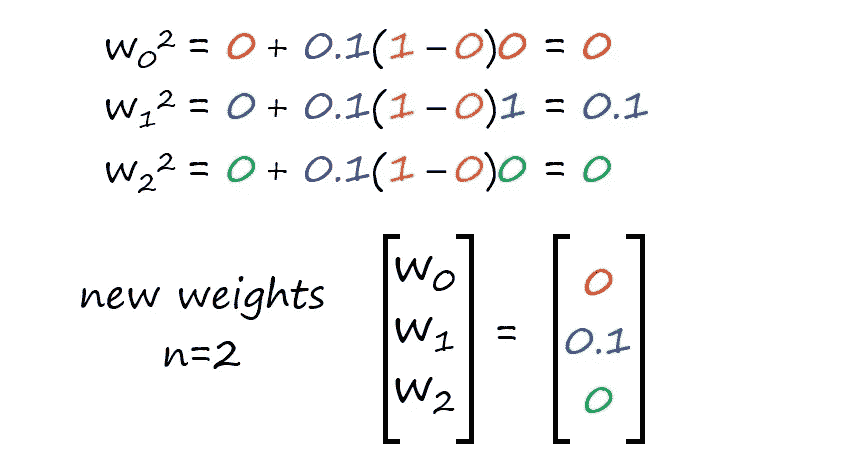 w₀² = 0 + 0.1(1 – 0)0 = 0
w₁² = 0 + 0.1(1 – 0)1 = 0.1
w₂² = 0 + 0.1(1 – 0)0 = 0
new weights
n=2
[w₀ w₁ w₂] = [0 0.1 0]